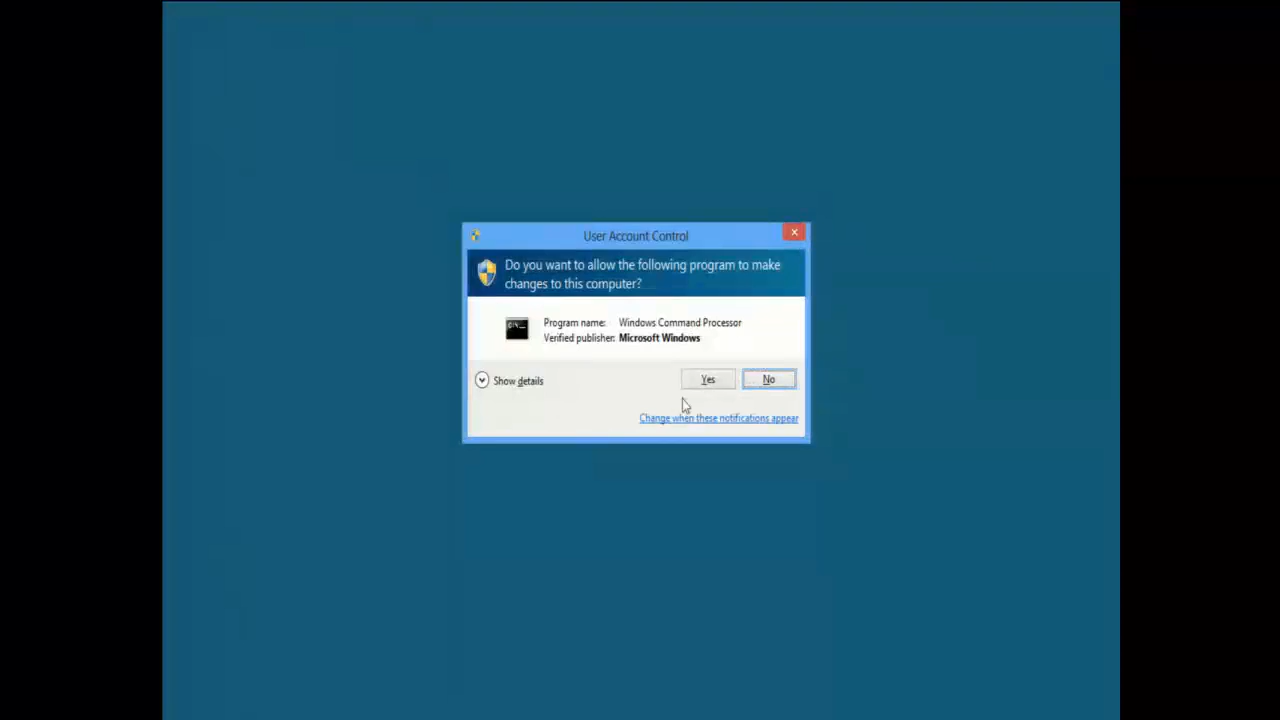 User Account Control
Do you want to allow the following program to make
changes to this computer?
Program name: Windows Command Processor
Verified publisher: Microsoft Windows
Show details
Yes
No
Change when these notifications appear